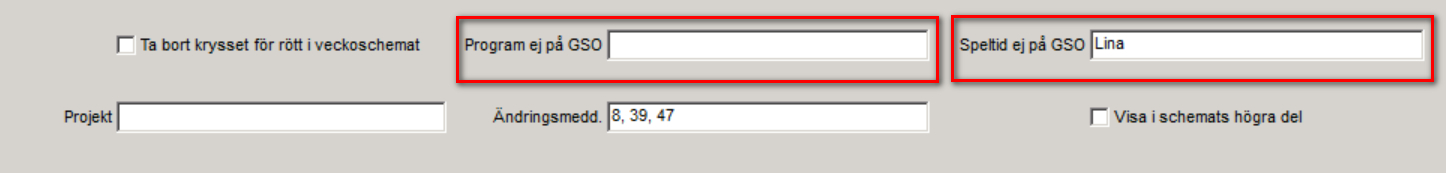 Ta bort krysset för rött i veckoschemat
Program ej på GSO
Speltid ej på GSO Lina
Projekt
Ändringsmedd. 8, 39, 47
Visa i schemats högra del